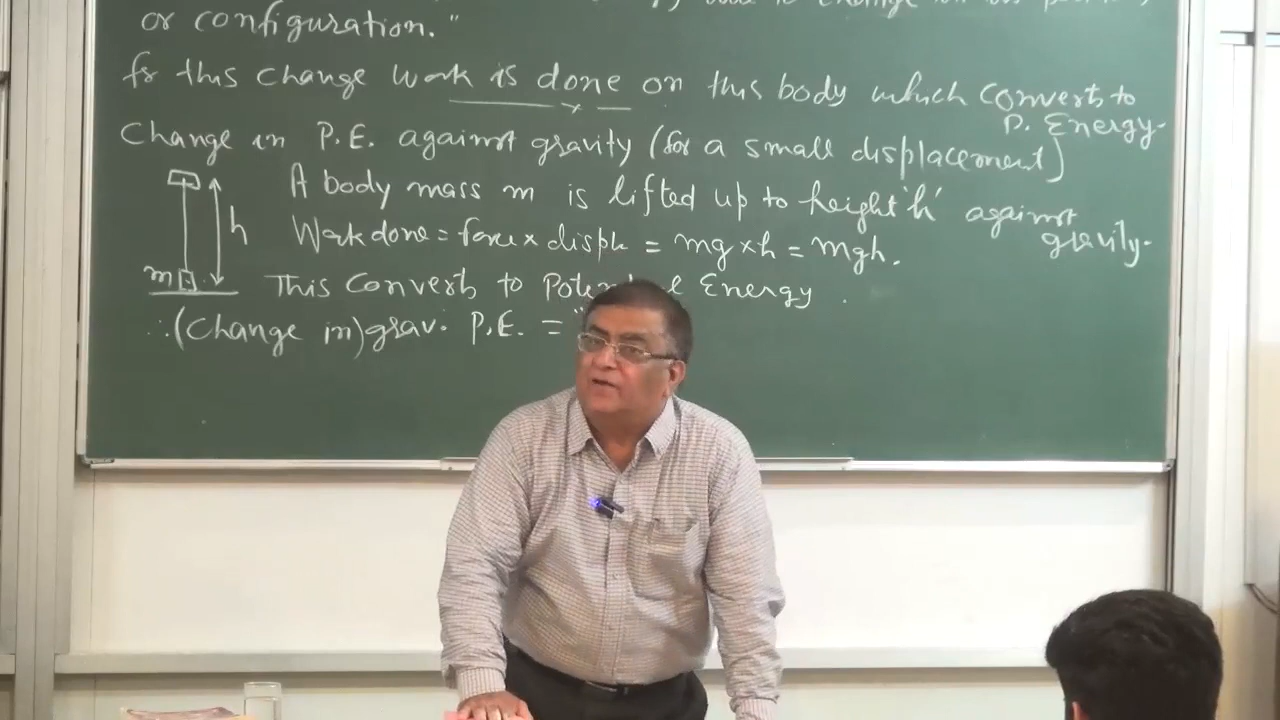 or configuration."
for this change work is done on this body which converts to P. Energy.
Change in P.E. against gravity (for a small displacement)
A body mass m is lifted up to height 'h' against gravity.
h
Work done = force x displ = mg x h = mgh.
m
This Converts to Energy.
∴ (Change in) grav. P.E. = "